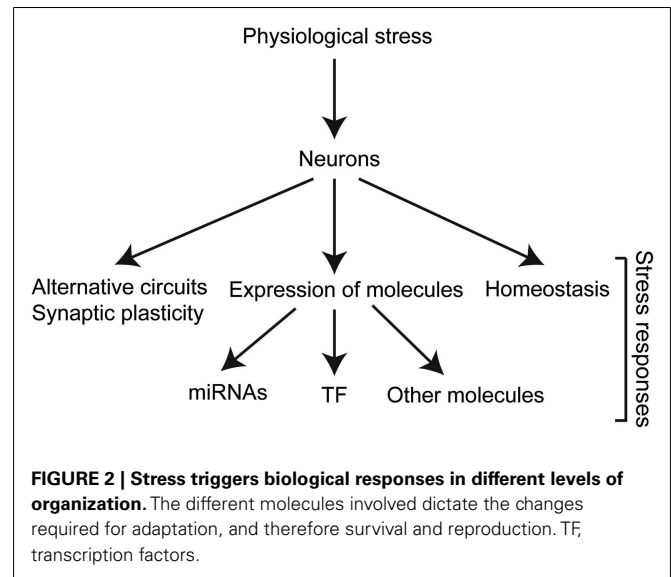 Physiological stress
Neurons
Alternative circuits
Synaptic plasticity
Expression of molecules
Homeostasis
Stress responses
miRNAs
TF
Other molecules
FIGURE 2 | Stress triggers biological responses in different levels of
organization. The different molecules involved dictate the changes
required for adaptation, and therefore survival and reproduction. TF,
transcription factors.